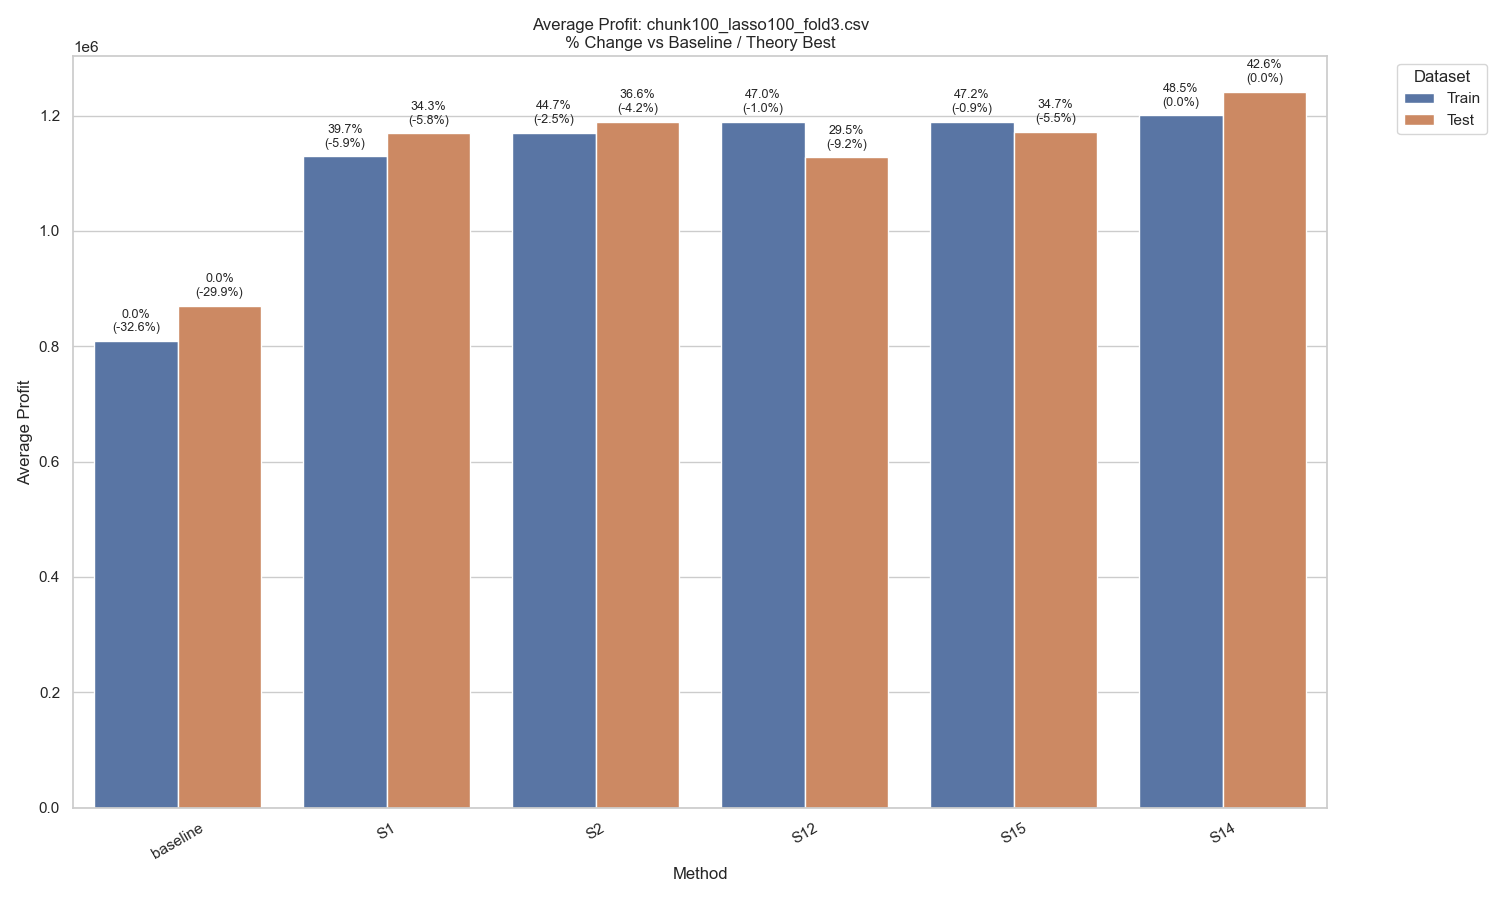 Average Profit: chunk100_lasso100_fold3.csv
% Change vs Baseline / Theory Best
1e6
Dataset
Train
Test
0.0%
(-32.6%)
0.0%
(-29.9%)
39.7%
(-5.9%)
34.3%
(-5.8%)
44.7%
(-2.5%)
36.6%
(-4.2%)
47.0%
(-1.0%)
29.5%
(-9.2%)
47.2%
(-0.9%)
34.7%
(-5.5%)
48.5%
(0.0%)
42.6%
(0.0%)
1.2
1.0
0.8
0.6
0.4
0.2
0.0
Average Profit
baseline
S1
S2
S12
S15
S14
Method